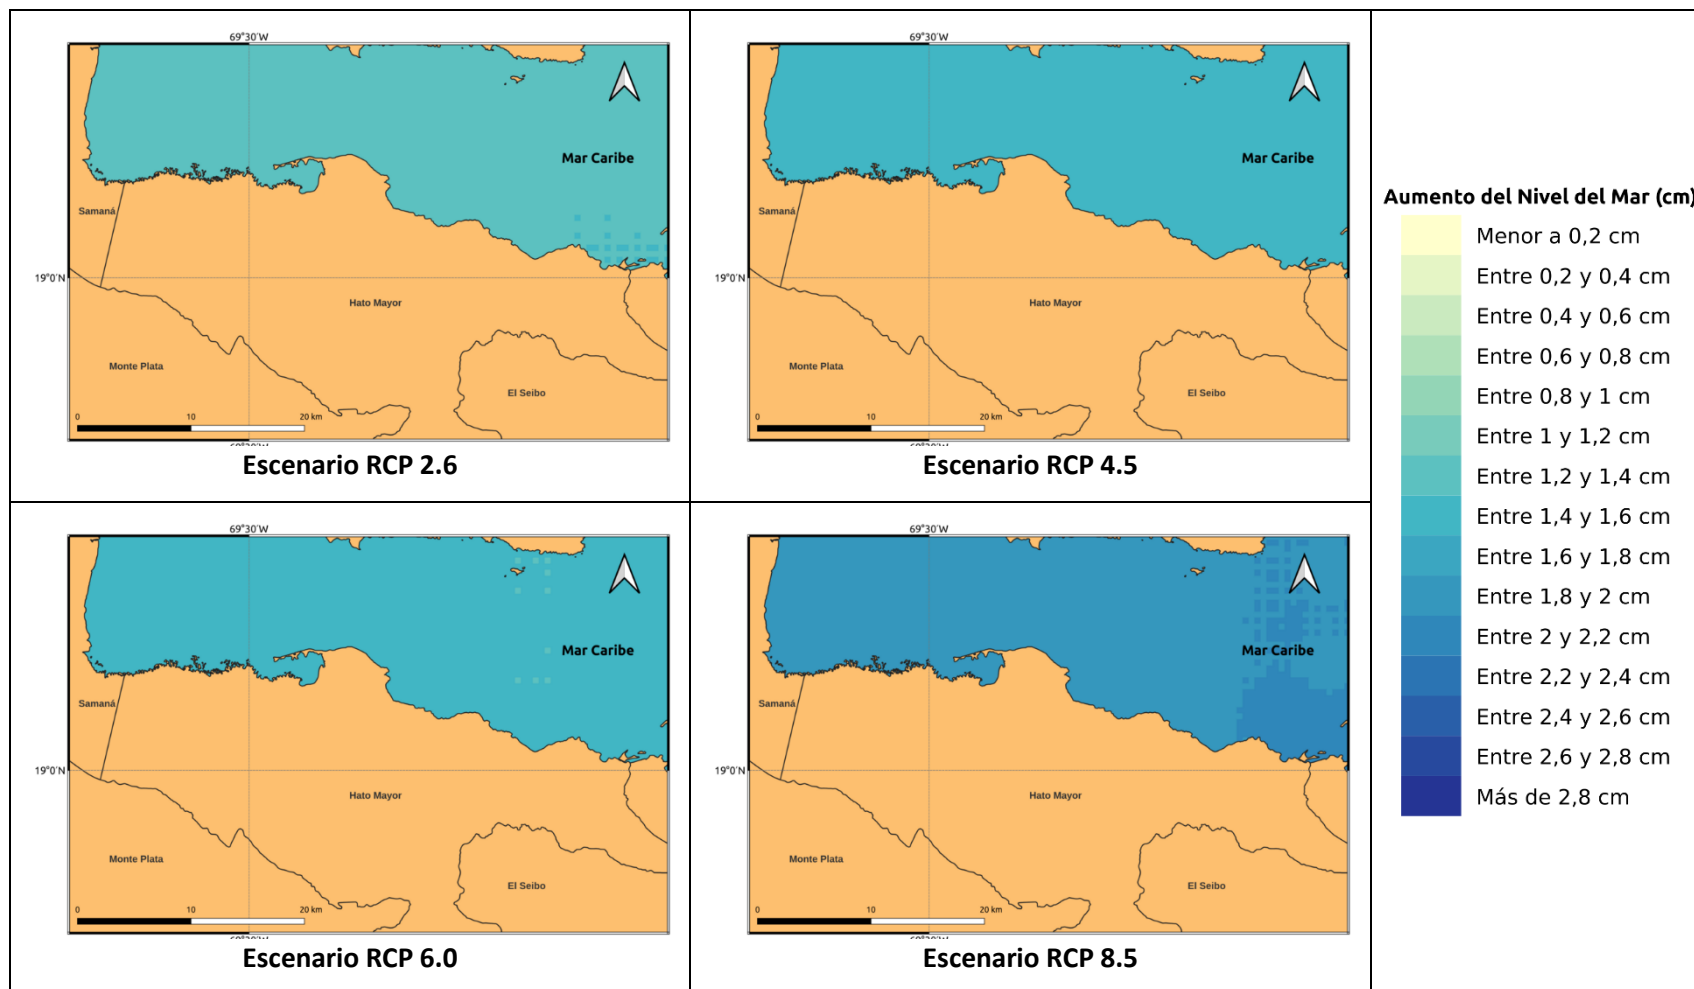 69°30'W
Mar Caribe
Samaná
19°0'N
Hato Mayor
Monte Plata
El Seibo
0 10 20 km
Escenario RCP 2.6
69°30'W
Mar Caribe
Samaná
19°0'N
Hato Mayor
Monte Plata
El Seibo
0 10 20 km
Escenario RCP 4.5
69°30'W
Mar Caribe
Samaná
19°0'N
Hato Mayor
Monte Plata
El Seibo
0 10 20 km
Escenario RCP 6.0
69°30'W
Mar Caribe
Samaná
19°0'N
Hato Mayor
Monte Plata
El Seibo
0 10 20 km
Escenario RCP 8.5
Aumento del Nivel del Mar (cm)
Menor a 0,2 cm
Entre 0,2 y 0,4 cm
Entre 0,4 y 0,6 cm
Entre 0,6 y 0,8 cm
Entre 0,8 y 1 cm
Entre 1 y 1,2 cm
Entre 1,2 y 1,4 cm
Entre 1,4 y 1,6 cm
Entre 1,6 y 1,8 cm
Entre 1,8 y 2 cm
Entre 2 y 2,2 cm
Entre 2,2 y 2,4 cm
Entre 2,4 y 2,6 cm
Entre 2,6 y 2,8 cm
Más de 2,8 cm